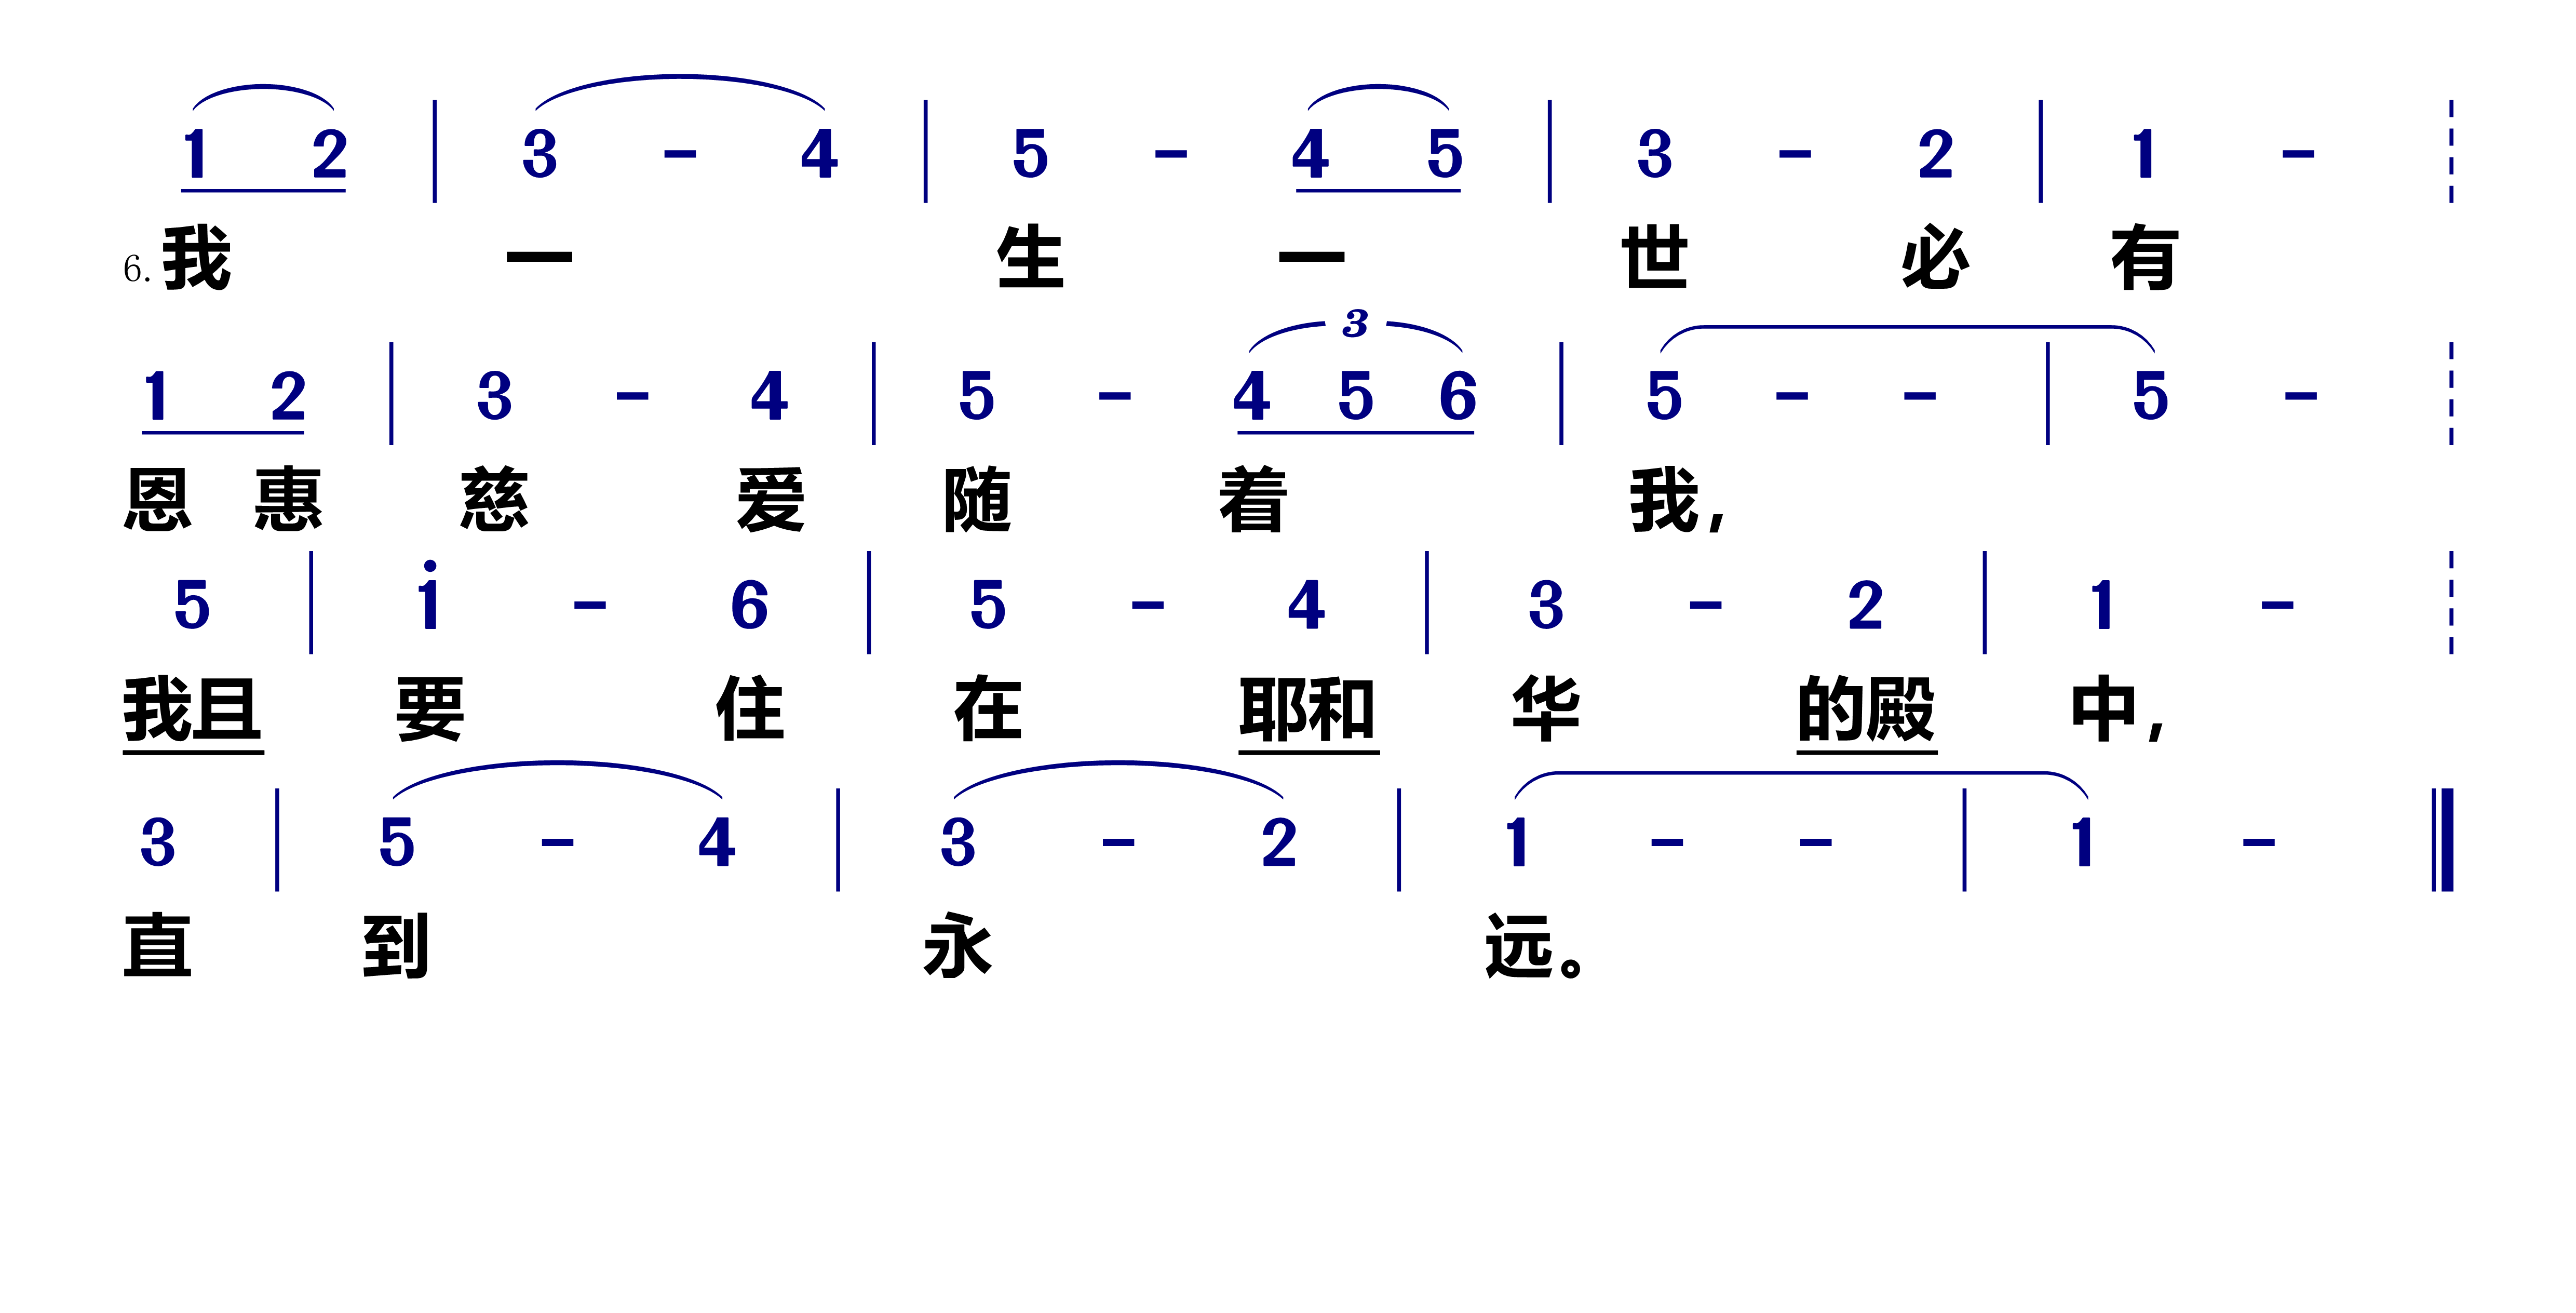 1 2 | 3 - 4 | 5 - 4 5 | 3 - 2 | 1 - ¦
6. 我 一 生 一 世 必 有
3
1 2 | 3 - 4 | 5 - 4 5 6 | 5 - - | 5 - ¦
恩 惠 慈 爱 随 着 我,
5 | i - 6 | 5 - 4 | 3 - 2 | 1 - ¦
我且 要 住 在 耶和 华 的殿 中,
3 | 5 - 4 | 3 - 2 | 1 - - | 1 - ‖
直 到 永 远。